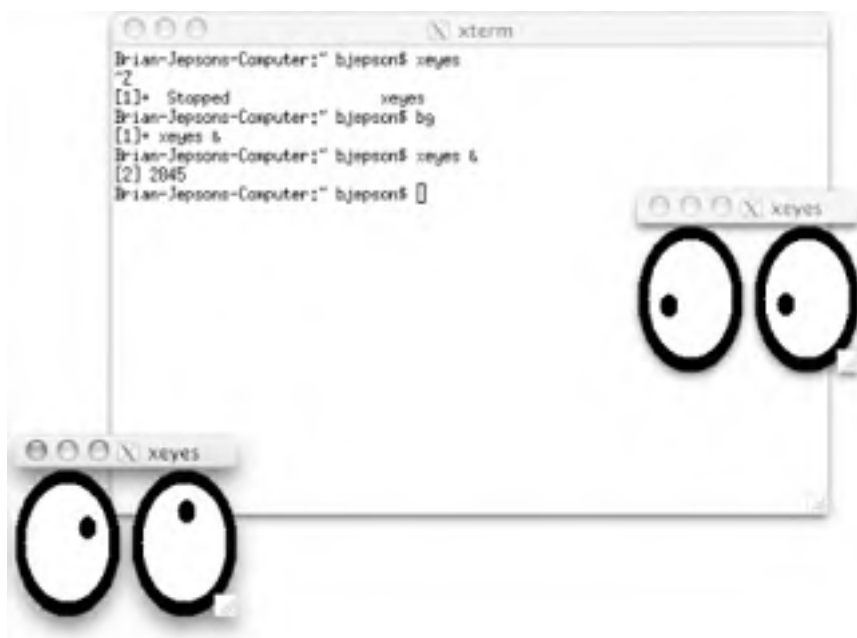 X xterm
Brian-Jepsons-Computer:~ bjepson$ xeyes
^Z
[1]+  Stopped                 xeyes
Brian-Jepsons-Computer:~ bjepson$ bg
[1]+ xeyes &
Brian-Jepsons-Computer:~ bjepson$ xeyes &
[2] 2045
Brian-Jepsons-Computer:~ bjepson$
X xeyes
X xeyes